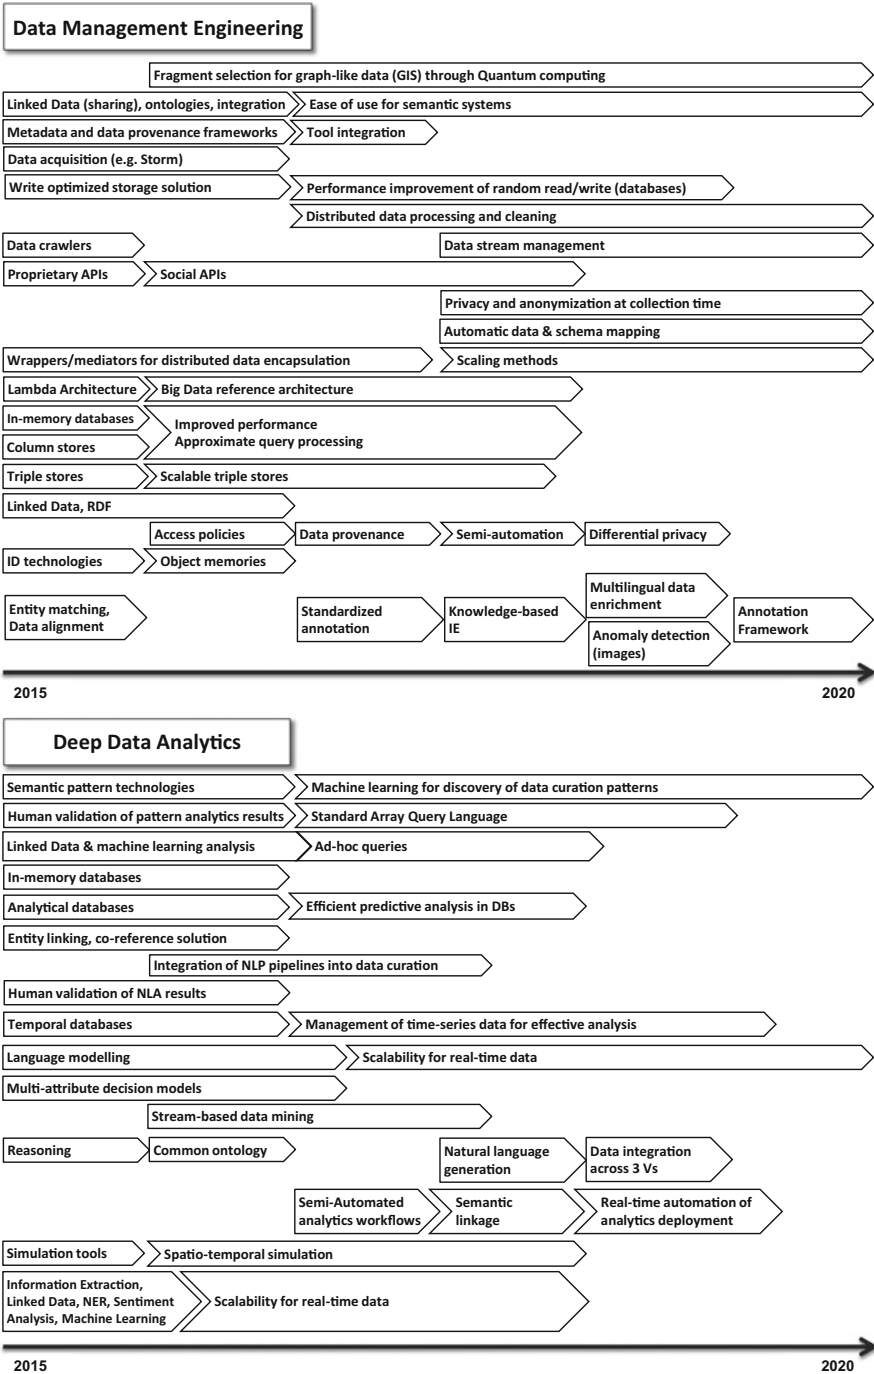 Data Management Engineering
Fragment selection for graph-like data (GIS) through Quantum computing
Linked Data (sharing), ontologies, integration
Ease of use for semantic systems
Metadata and data provenance frameworks
Tool integration
Data acquisition (e.g. Storm)
Write optimized storage solution
Performance improvement of random read/write (databases)
Distributed data processing and cleaning
Data crawlers
Data stream management
Proprietary APIs
Social APIs
Privacy and anonymization at collection time
Automatic data & schema mapping
Wrappers/mediators for distributed data encapsulation
Scaling methods
Lambda Architecture
Big Data reference architecture
In-memory databases
Column stores
Improved performance
Approximate query processing
Triple stores
Scalable triple stores
Linked Data, RDF
Access policies
Data provenance
Semi-automation
Differential privacy
ID technologies
Object memories
Entity matching,
Data alignment
Standardized
annotation
Knowledge-based
IE
Multilingual data
enrichment
Anomaly detection
(images)
Annotation
Framework
2015
2020
Deep Data Analytics
Semantic pattern technologies
Machine learning for discovery of data curation patterns
Human validation of pattern analytics results
Standard Array Query Language
Linked Data & machine learning analysis
Ad-hoc queries
In-memory databases
Analytical databases
Efficient predictive analysis in DBs
Entity linking, co-reference solution
Integration of NLP pipelines into data curation
Human validation of NLA results
Temporal databases
Management of time-series data for effective analysis
Language modelling
Scalability for real-time data
Multi-attribute decision models
Stream-based data mining
Reasoning
Common ontology
Natural language
generation
Data integration
across 3 Vs
Semi-Automated
analytics workflows
Semantic
linkage
Real-time automation of
analytics deployment
Simulation tools
Spatio-temporal simulation
Information Extraction,
Linked Data, NER, Sentiment
Analysis, Machine Learning
Scalability for real-time data
2015
2020